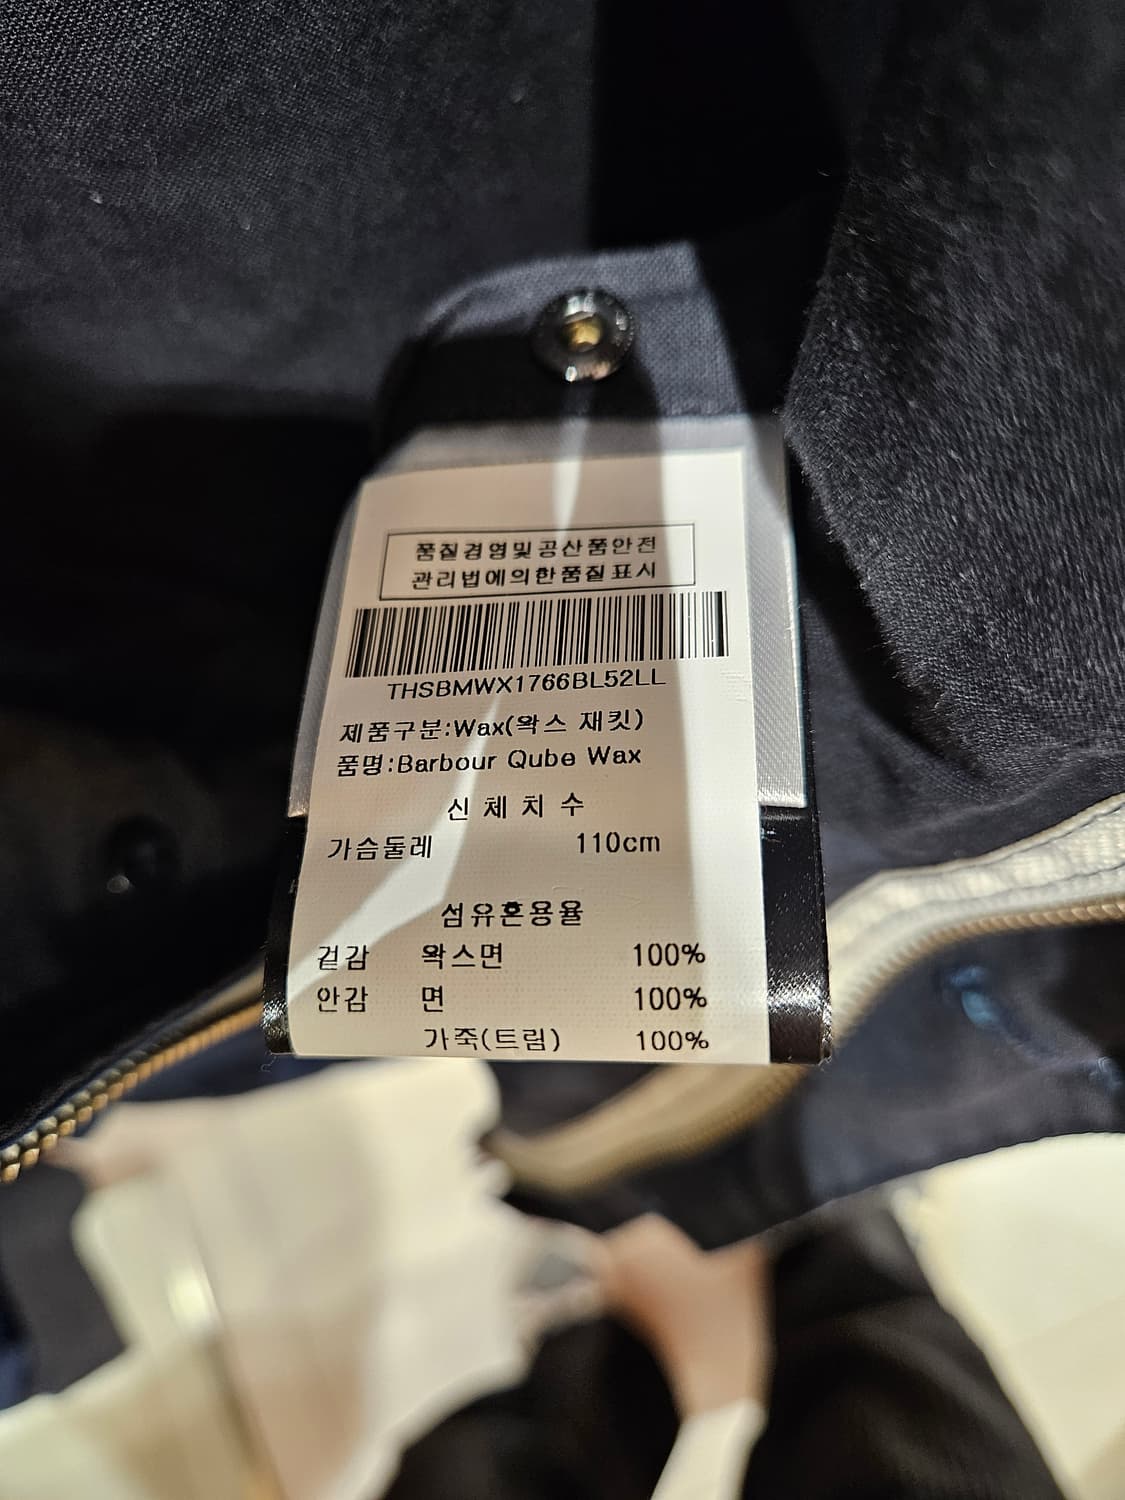 품질경영및공산품안전
관리법에의한품질표시
THSBMWX1766BL52LL
제품구분:Wax(왁스 재킷)
품명:Barbour Qube Wax
신체치수
가슴둘레 110cm
섬유혼용율
겉감 왁스면 100%
안감 면 100%
가죽(트림) 100%